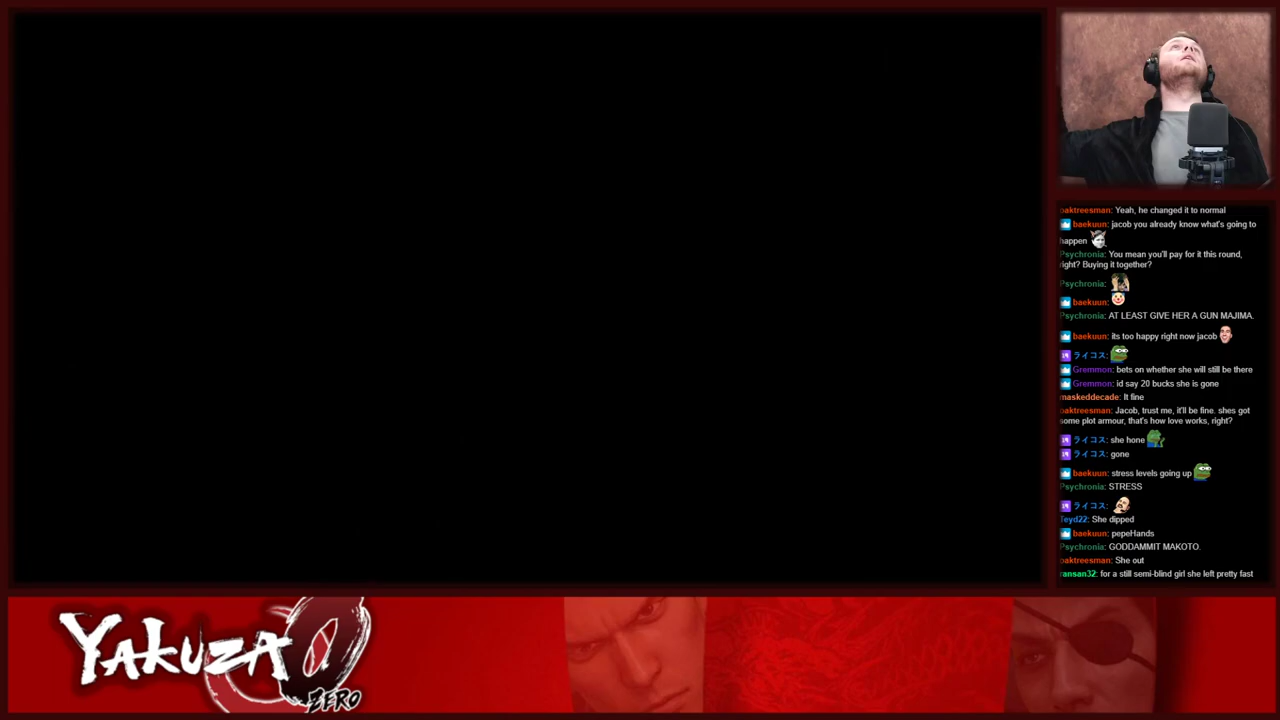 oaktreesman: Yeah, he changed it to normal
baekuun: jacob you already know what's going to
happen
Psychronia: You mean you'll pay for it this round,
right? Buying it together?
Psychronia:
baekuun:
Psychronia: AT LEAST GIVE HER A GUN MAJIMA.
baekuun: its too happy right now jacob
ライコス:
Gremmon: bets on whether she will still be there
Gremmon: id say 20 bucks she is gone
maskeddecade: It fine
oaktreesman: Jacob, trust me, it'll be fine. shes got
some plot armour, that's how love works, right?
ライコス: she hone
ライコス: gone
baekuun: stress levels going up
Psychronia: STRESS
ライコス:
Teyd22: She dipped
baekuun: pepeHands
Psychronia: GODDAMMIT MAKOTO.
oaktreesman: She out
ransan32: for a still semi-blind girl she left pretty fast
YAKUZA 0
ZERO